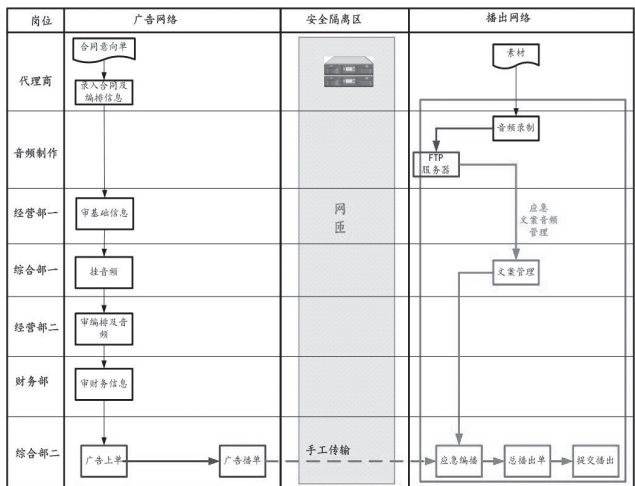 岗位 广告网络 安全隔离区 播出网络
代理商
合同意向单
录入合同及
编排信息
素材
音频制作
音频录制
FTP
服务器
经营部一
审基础信息
网
匝
应急
文案音频
管理
综合部一
挂音频
文案管理
经营部二
审编排及音
频
财务部
审财务信息
综合部二
广告上单
广告播单
手工传输
应急编播
总播出单
提交播出